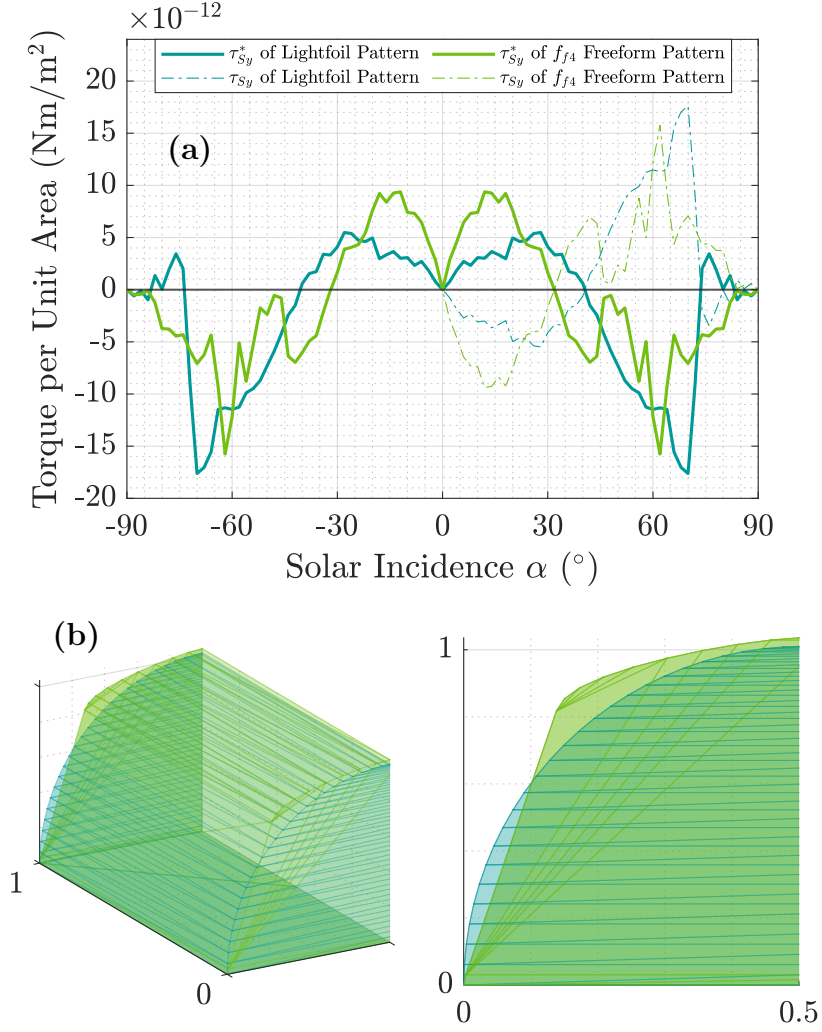 ×10⁻¹²
τ*Sy of Lightfoil Pattern
τ*Sy of ff4 Freeform Pattern
τSy of Lightfoil Pattern
τSy of ff4 Freeform Pattern
(a)
Torque per Unit Area (Nm/m²)
20
15
10
5
0
-5
-10
-15
-20
-90 -60 -30 0 30 60 90
Solar Incidence α (°)
(b)
1
0
1
0
0 0.5